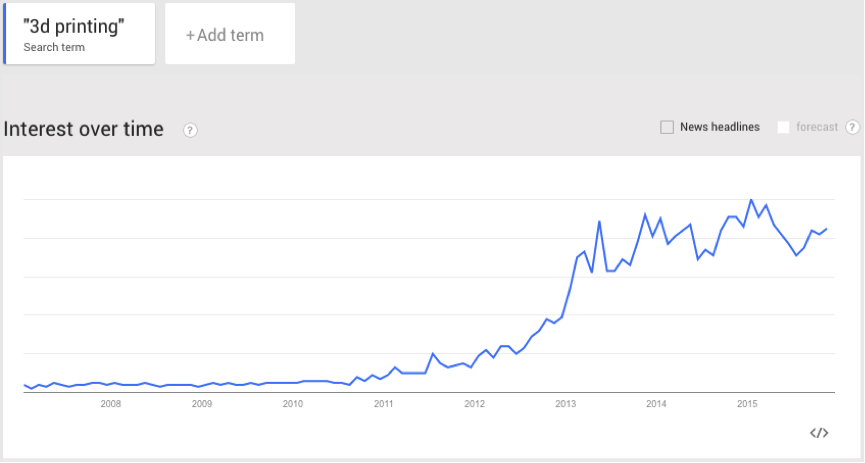 "3d printing"
Search term
+Add term
Interest over time ?
News headlines
forecast ?
2008 2009 2010 2011 2012 2013 2014 2015
</>